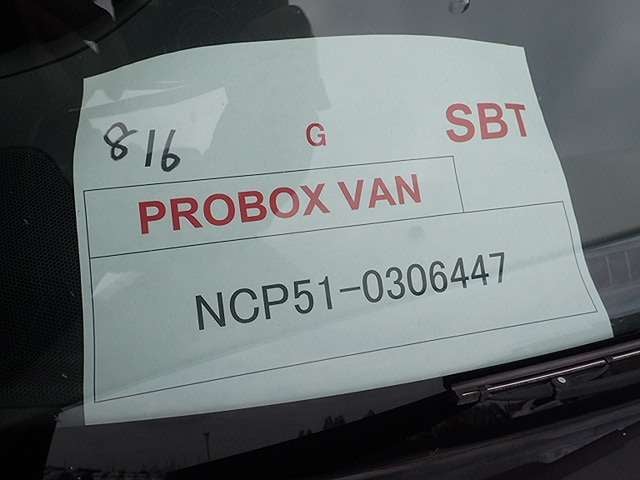 816 G SBT
PROBOX VAN
NCP51-0306447